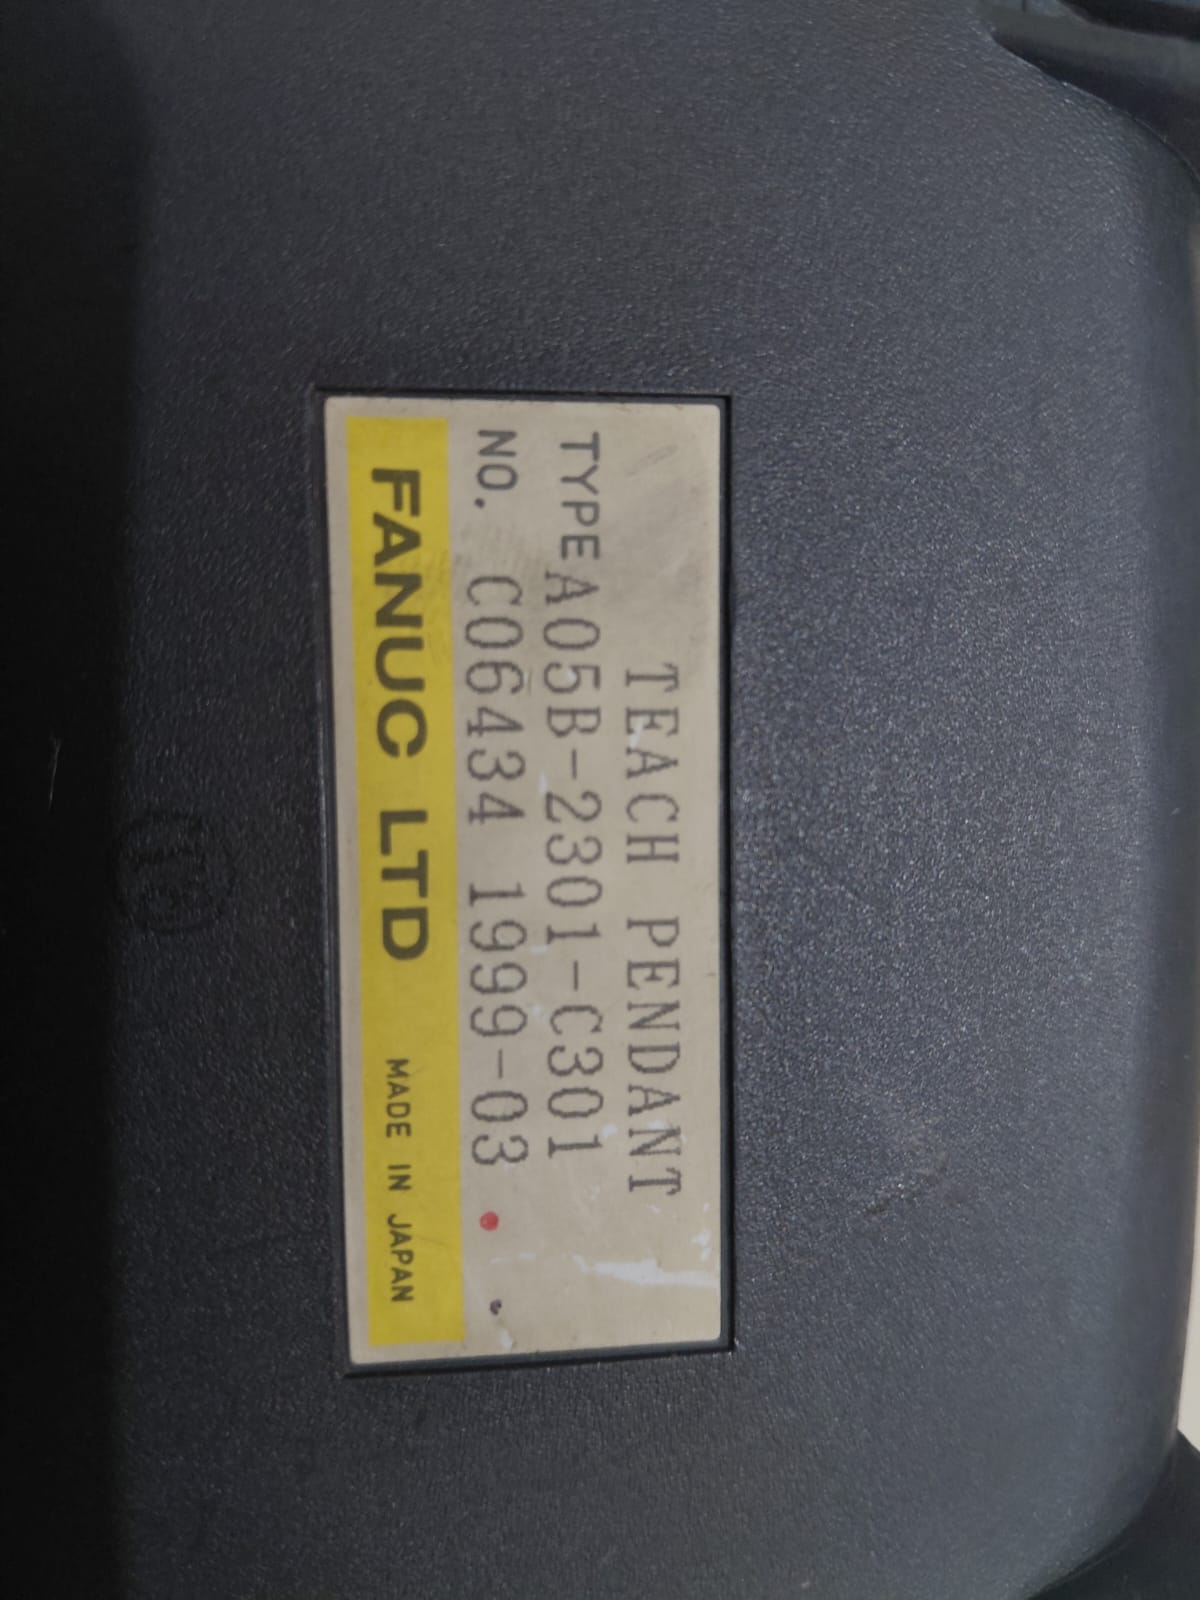 TEACH PENDANT
TYPE A05B-2301-C301
NO. C06434 1999-03
FANUC LTD MADE IN JAPAN